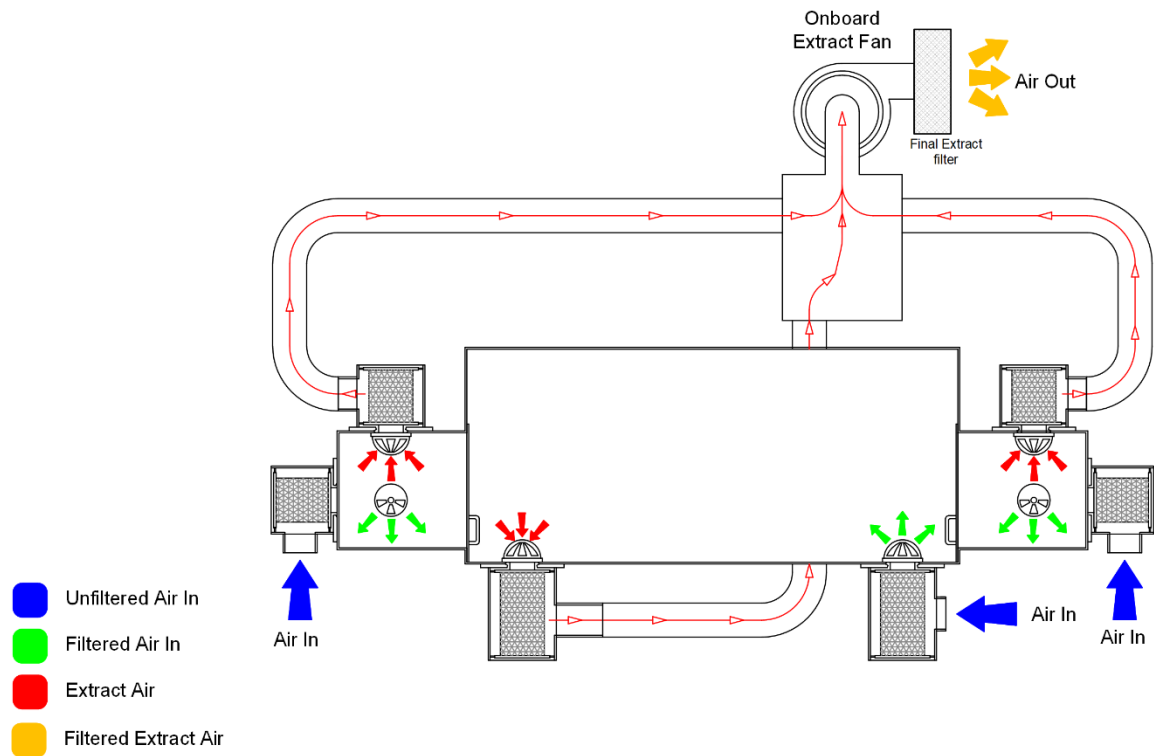 Onboard
Extract Fan
Air Out
Final Extract
filter
Unfiltered Air In
Filtered Air In
Extract Air
Filtered Extract Air
Air In
Air In
Air In